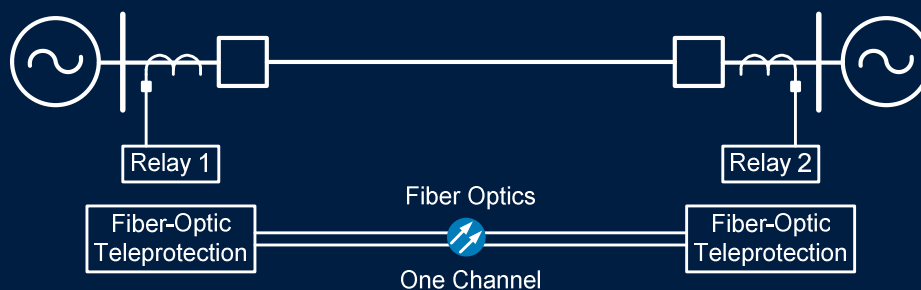 Relay 1
Relay 2
Fiber Optics
Fiber-Optic
Teleprotection
Fiber-Optic
Teleprotection
One Channel